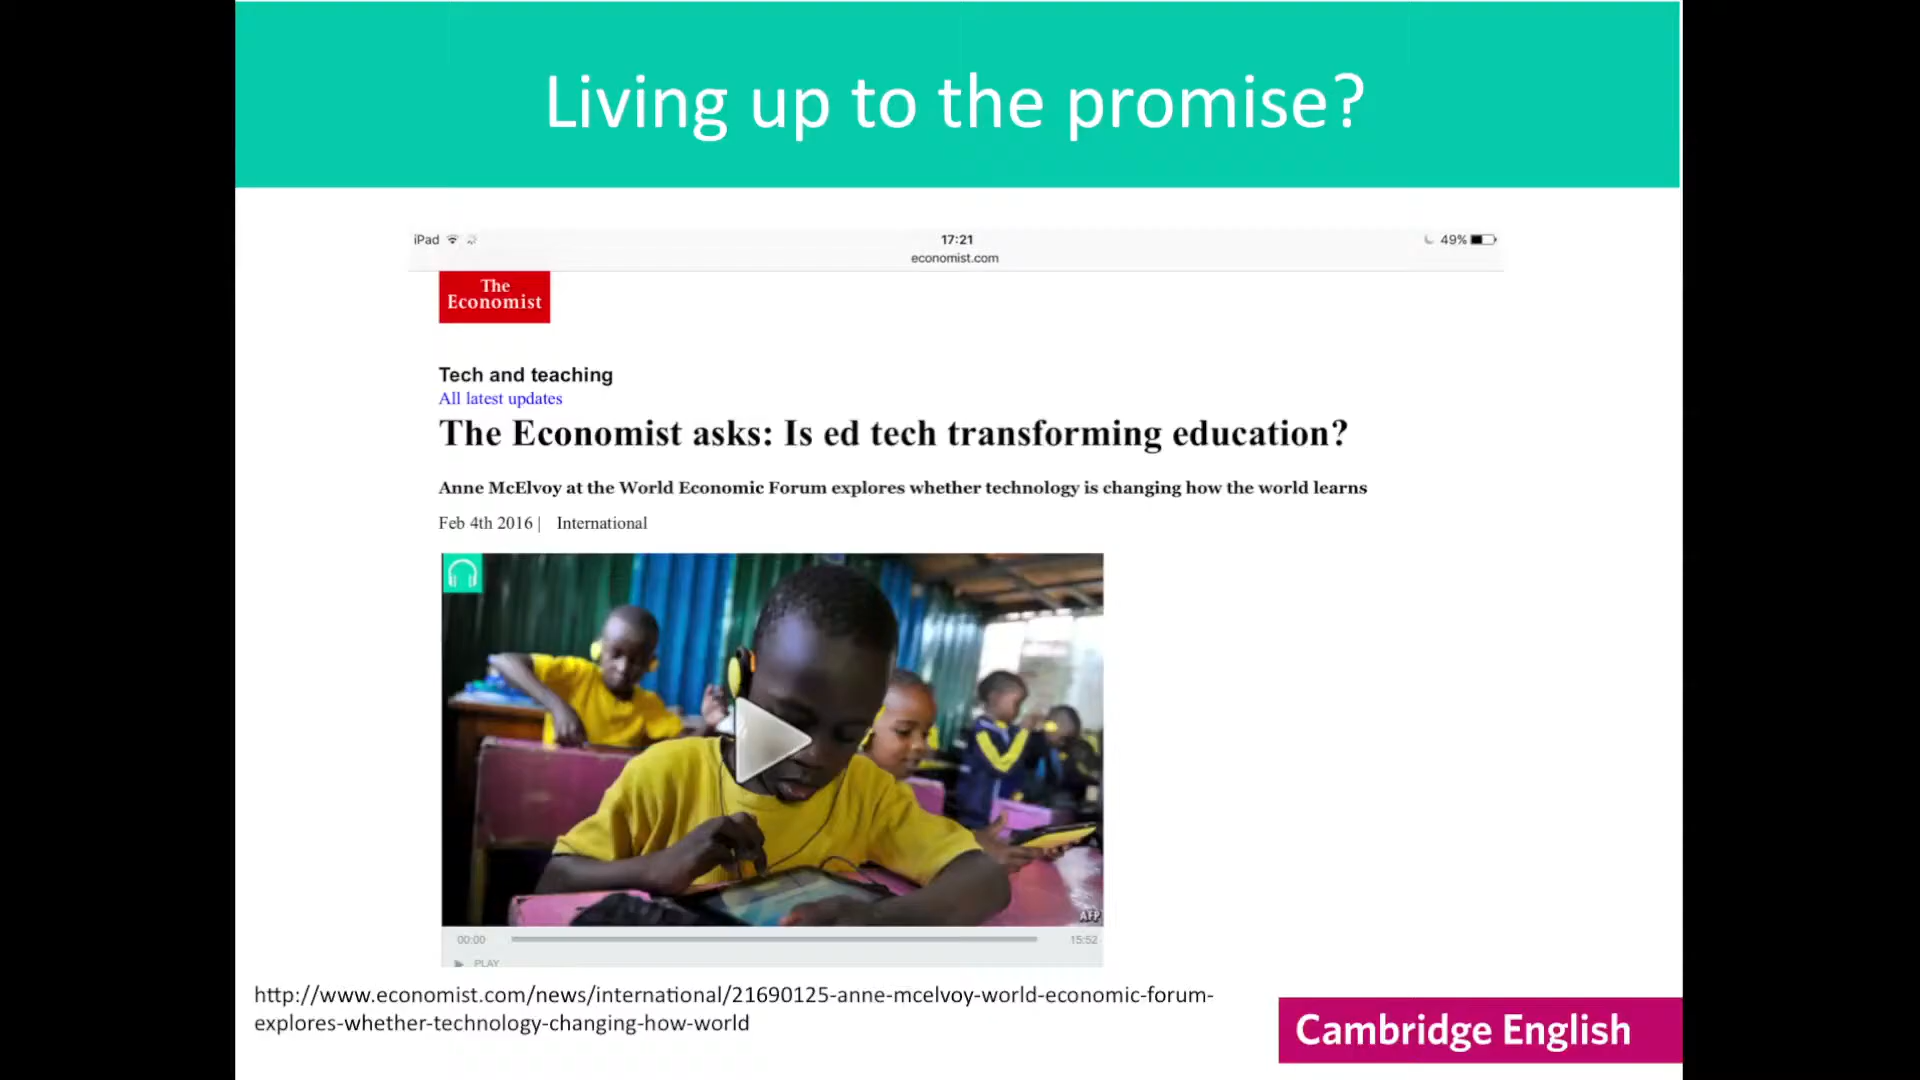 Living up to the promise?
iPad
17:21
49%
economist.com
The
Economist
Tech and teaching
All latest updates
The Economist asks: Is ed tech transforming education?
Anne McElvoy at the World Economic Forum explores whether technology is changing how the world learns
Feb 4th 2016 | International
AFP
00:00
15:52
PLAY
http://www.economist.com/news/international/21690125-anne-mcelvoy-world-economic-forum-
explores-whether-technology-changing-how-world
Cambridge English